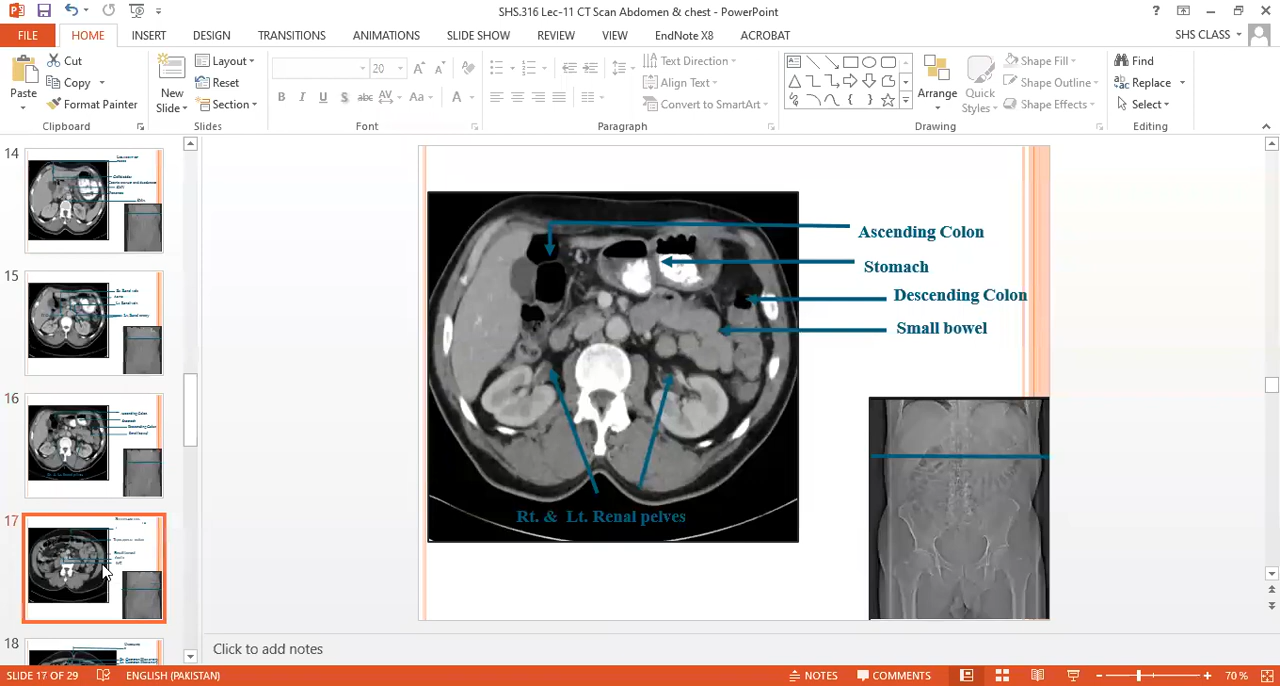 SHS.316 Lec-11 CT Scan Abdomen & chest - PowerPoint
FILE HOME INSERT DESIGN TRANSITIONS ANIMATIONS SLIDE SHOW REVIEW VIEW EndNote X8 ACROBAT SHS CLASS
Paste
Cut
Copy
Format Painter
Clipboard
New
Slide
Layout
Reset
Section
Slides
20
B I U S abc AV Aa A
Font
Text Direction
Align Text
Convert to SmartArt
Paragraph
Arrange
Quick
Styles
Shape Fill
Shape Outline
Shape Effects
Drawing
Find
Replace
Select
Editing
14
15
16
17
18
Ascending Colon
Stomach
Descending Colon
Small bowel
Rt. & Lt. Renal pelves
Click to add notes
SLIDE 17 OF 29 ENGLISH (PAKISTAN) NOTES COMMENTS 70 %